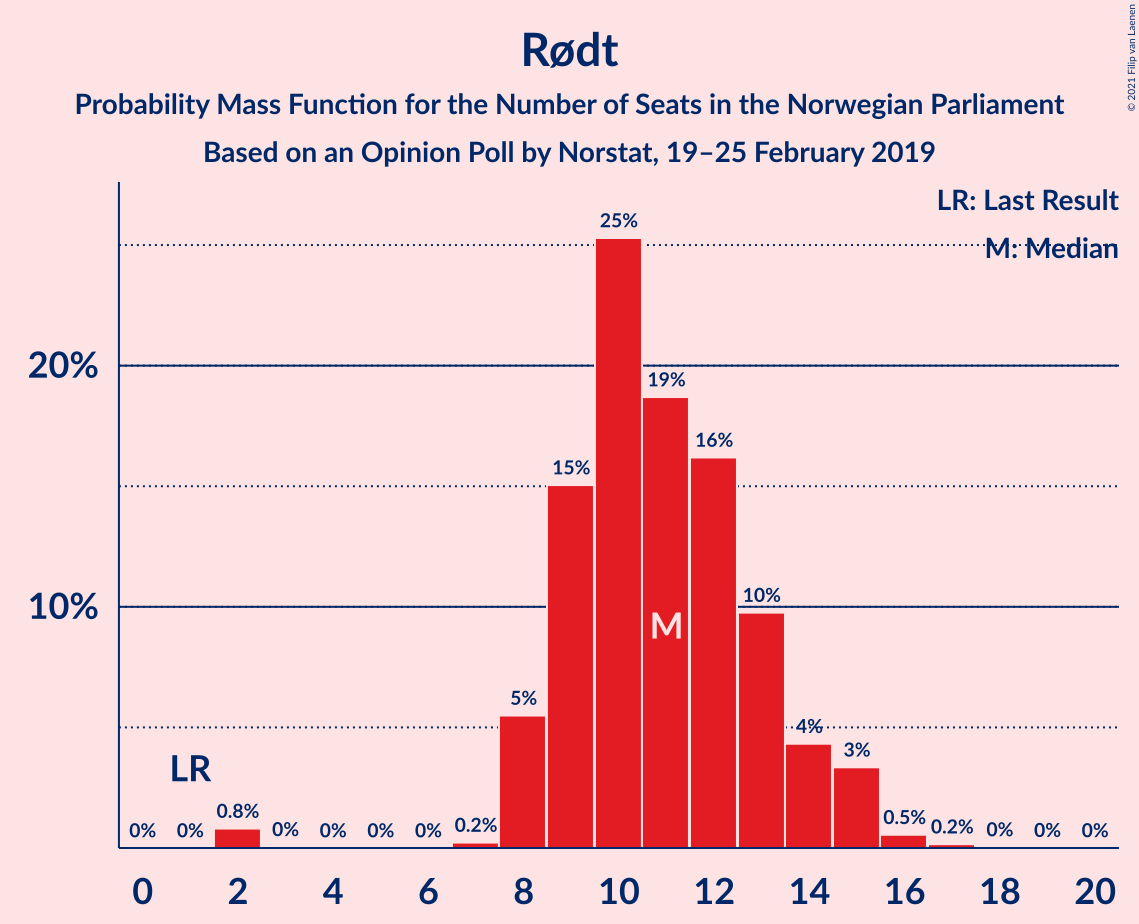 Rødt
Probability Mass Function for the Number of Seats in the Norwegian Parliament
Based on an Opinion Poll by Norstat, 19–25 February 2019
© 2021 Filip van Laenen
LR: Last Result
M: Median
25%
20%
19%
16%
15%
10%
10%
M
5%
4%
3%
LR
0% 0% 0.8% 0% 0% 0% 0% 0.2% 0.5% 0.2% 0% 0% 0%
0 2 4 6 8 10 12 14 16 18 20